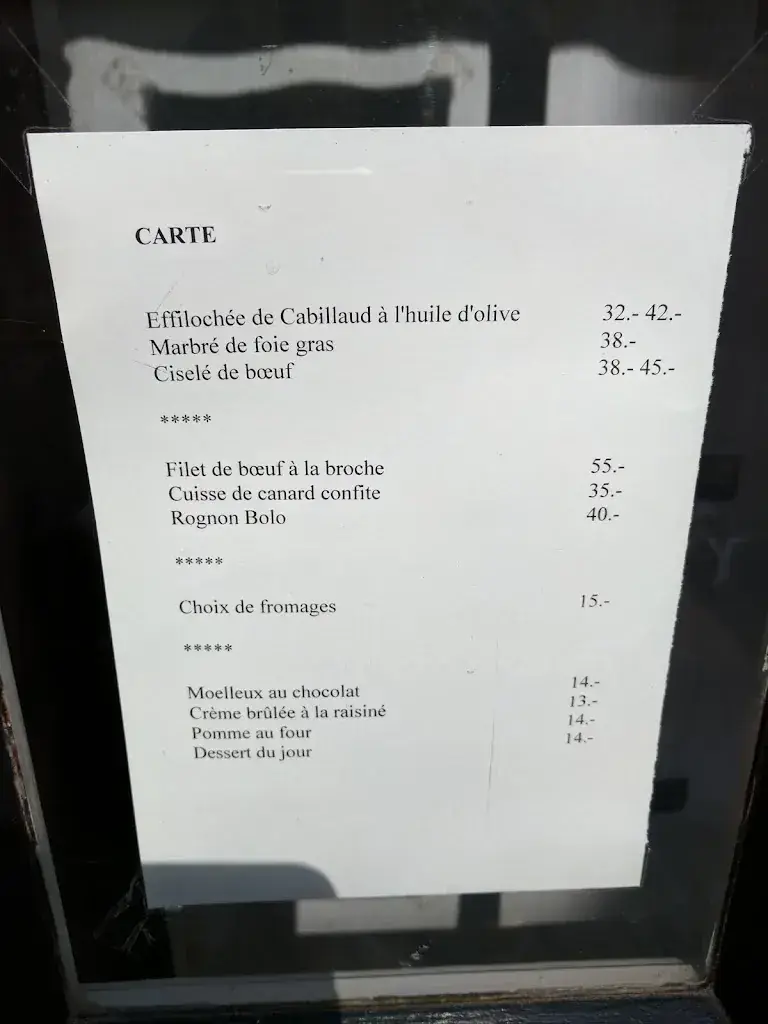 CARTE
Effilochée de Cabillaud à l'huile d'olive 32.- 42.-
Marbré de foie gras 38.-
Ciselé de bœuf 38.- 45.-
*****
Filet de bœuf à la broche 55.-
Cuisse de canard confite 35.-
Rognon Bolo 40.-
*****
Choix de fromages 15.-
*****
Moelleux au chocolat 14.-
Crème brûlée à la raisiné 13.-
Pomme au four 14.-
Dessert du jour 14.-